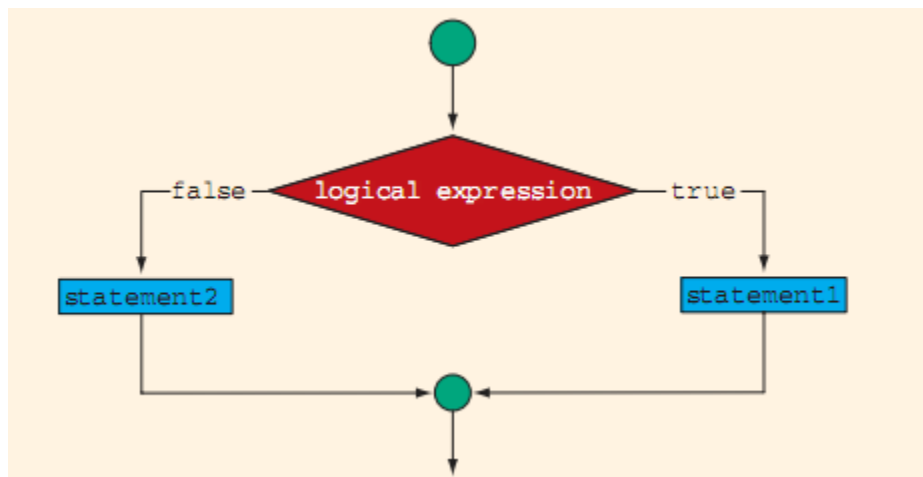 false
logical expression
true
statement2
statement1